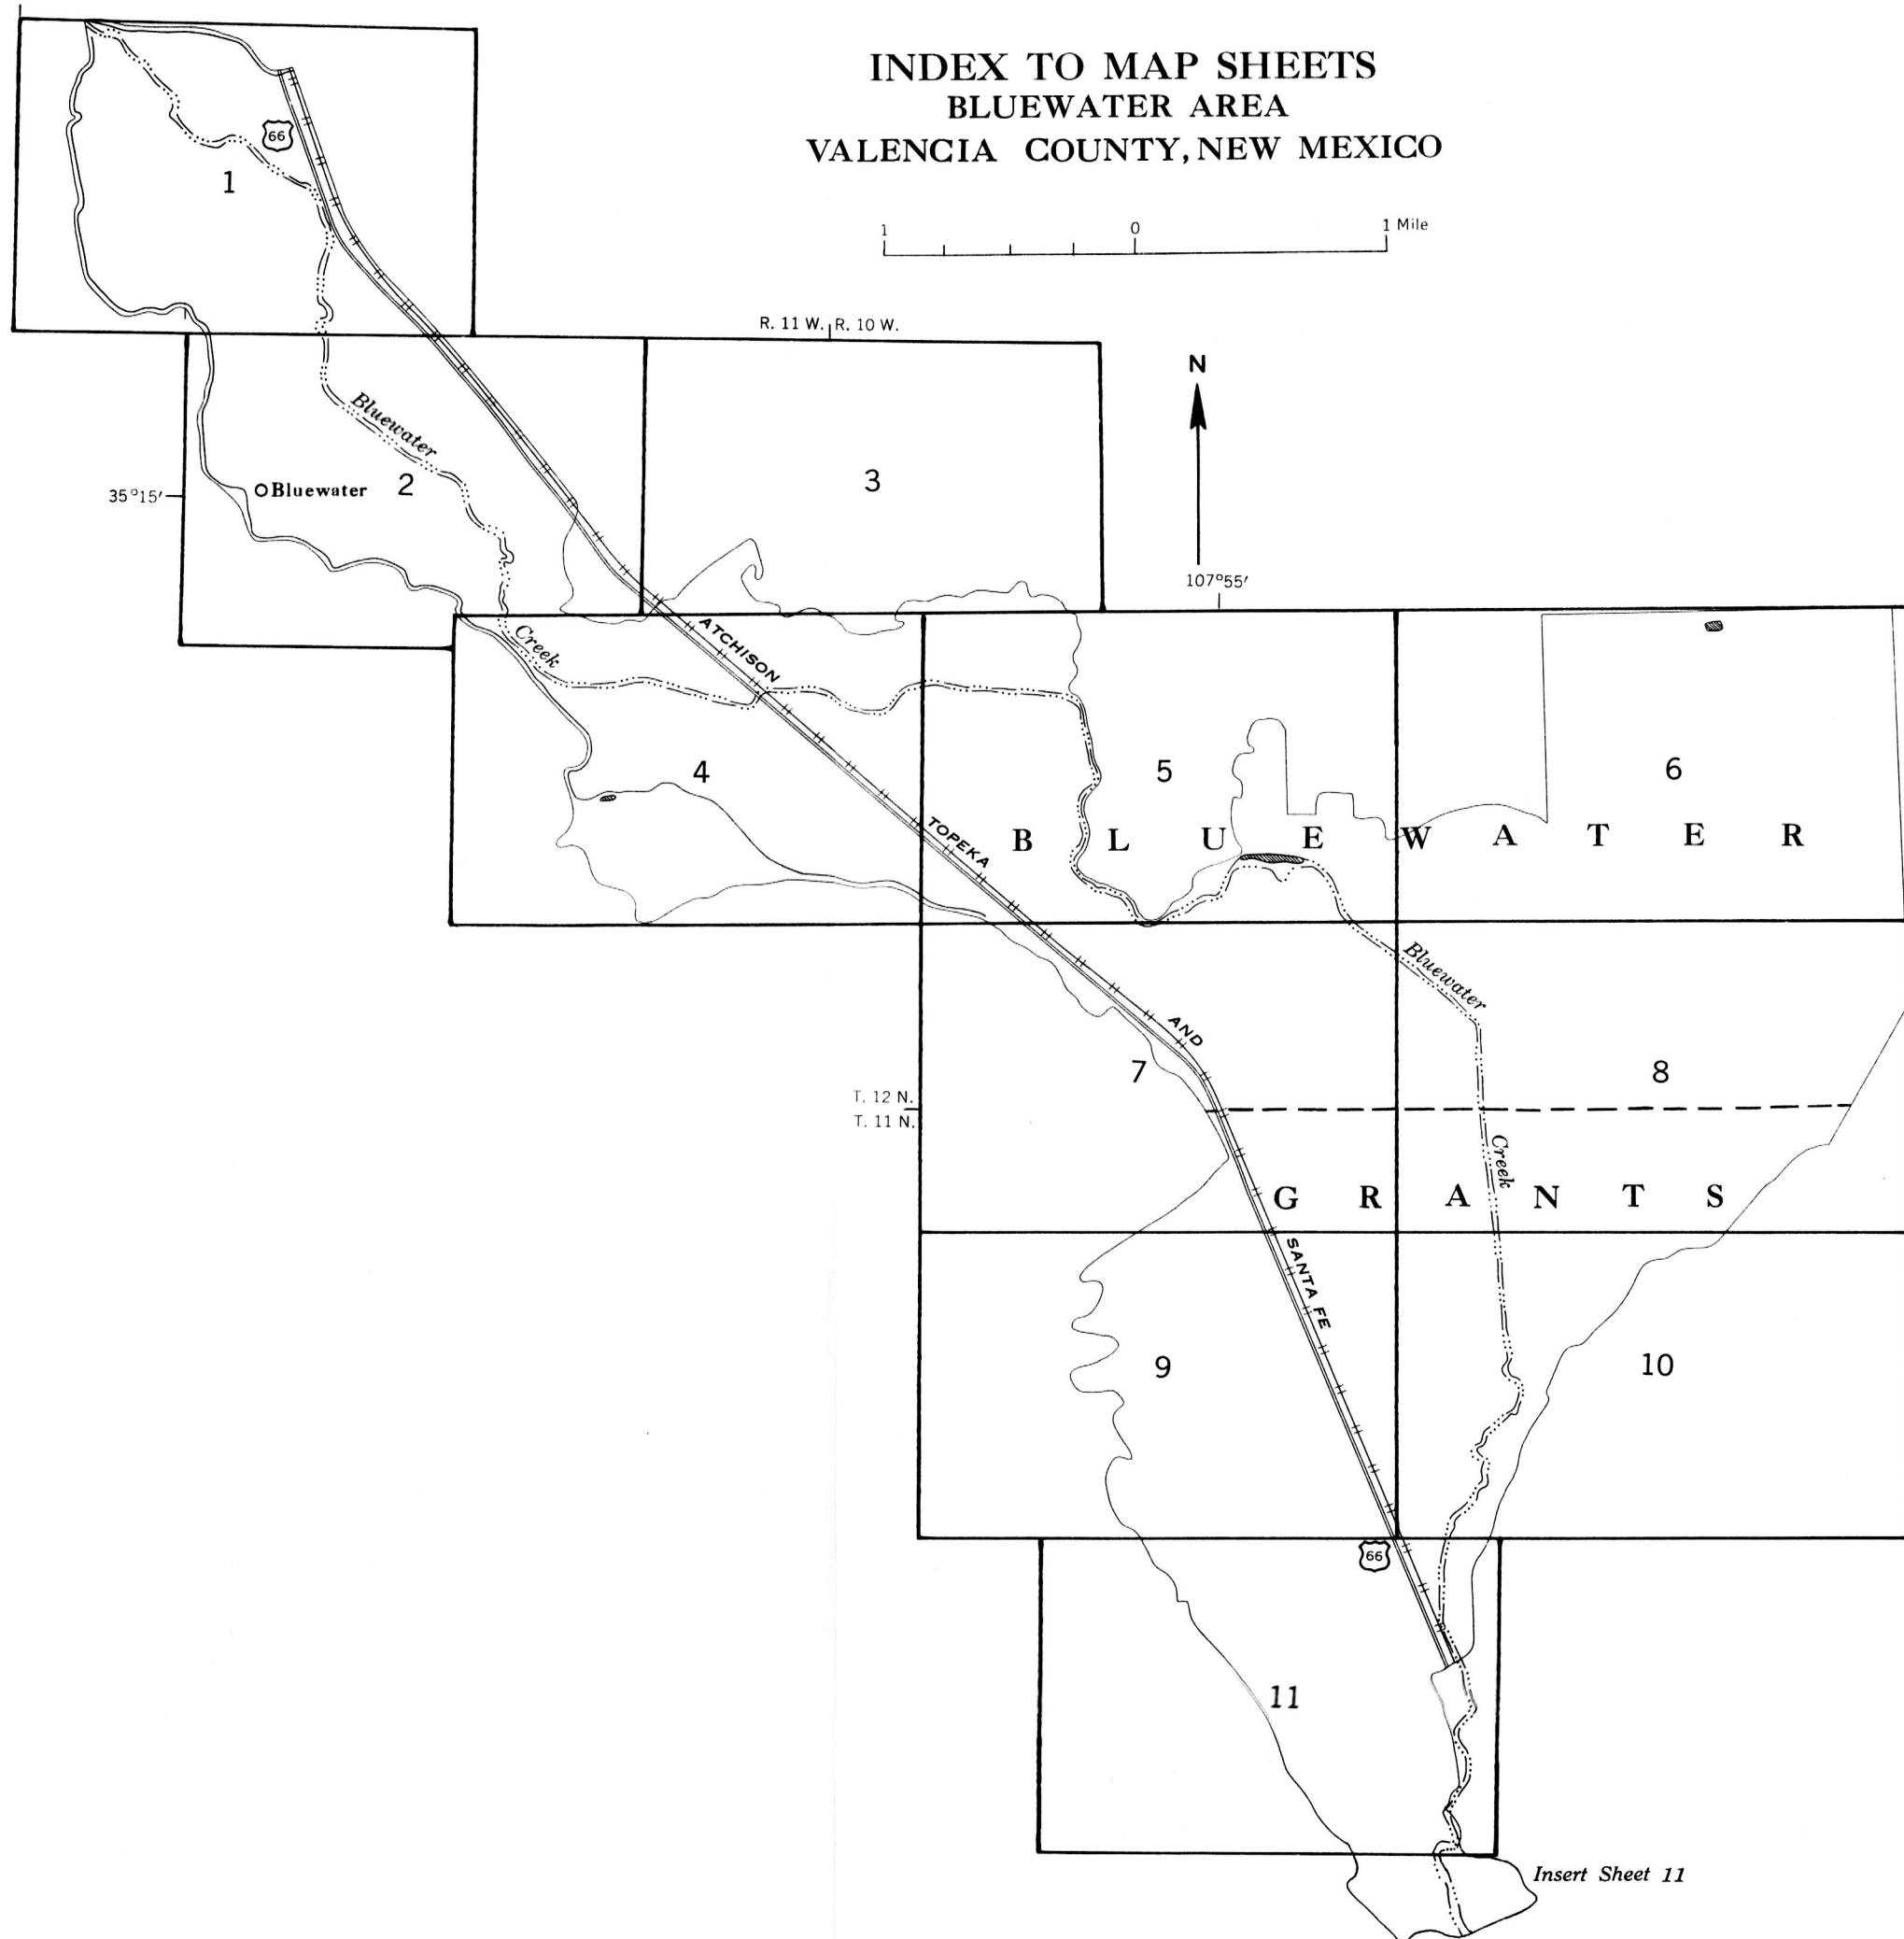 INDEX TO MAP SHEETS
BLUEWATER AREA
VALENCIA COUNTY, NEW MEXICO
1 0 1 Mile
66
1
R. 11 W. R. 10 W.
N
Bluewater
3
35°15′
Bluewater
2
107°55′
Creek
ATCHISON
4
5
6
TOPEKA
BLUEWATER
Bluewater
AND
7
8
T. 12 N.
T. 11 N.
Creek
GRANTS
SANTA FE
9
10
66
11
Insert Sheet 11